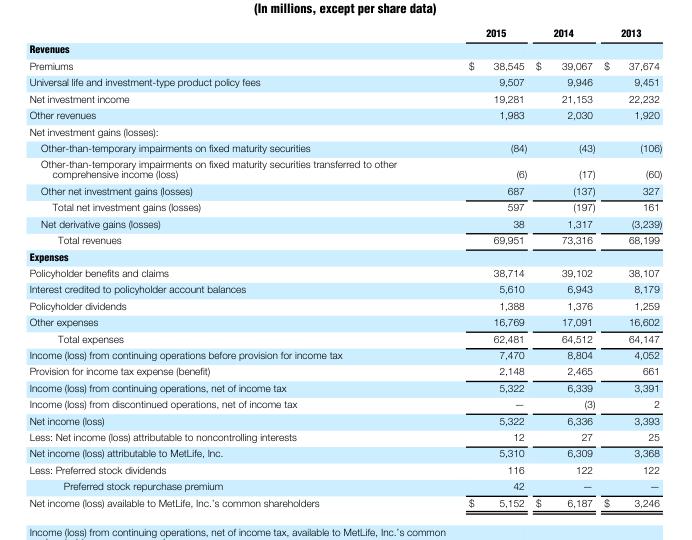 (In millions, except per share data)
2015 2014 2013
Revenues
Premiums $ 38,545 $ 39,067 $ 37,674
Universal life and investment-type product policy fees 9,507 9,946 9,451
Net investment income 19,281 21,153 22,232
Other revenues 1,983 2,030 1,920
Net investment gains (losses):
Other-than-temporary impairments on fixed maturity securities (84) (43) (106)
Other-than-temporary impairments on fixed maturity securities transferred to other
comprehensive income (loss) (6) (17) (60)
Other net investment gains (losses) 687 (137) 327
Total net investment gains (losses) 597 (197) 161
Net derivative gains (losses) 38 1,317 (3,239)
Total revenues 69,951 73,316 68,199
Expenses
Policyholder benefits and claims 38,714 39,102 38,107
Interest credited to policyholder account balances 5,610 6,943 8,179
Policyholder dividends 1,388 1,376 1,259
Other expenses 16,769 17,091 16,602
Total expenses 62,481 64,512 64,147
Income (loss) from continuing operations before provision for income tax 7,470 8,804 4,052
Provision for income tax expense (benefit) 2,148 2,465 661
Income (loss) from continuing operations, net of income tax 5,322 6,339 3,391
Income (loss) from discontinued operations, net of income tax — (3) 2
Net income (loss) 5,322 6,336 3,393
Less: Net income (loss) attributable to noncontrolling interests 12 27 25
Net income (loss) attributable to MetLife, Inc. 5,310 6,309 3,368
Less: Preferred stock dividends 116 122 122
Preferred stock repurchase premium 42 — —
Net income (loss) available to MetLife, Inc.'s common shareholders $ 5,152 $ 6,187 $ 3,246
Income (loss) from continuing operations, net of income tax, available to MetLife, Inc.'s common